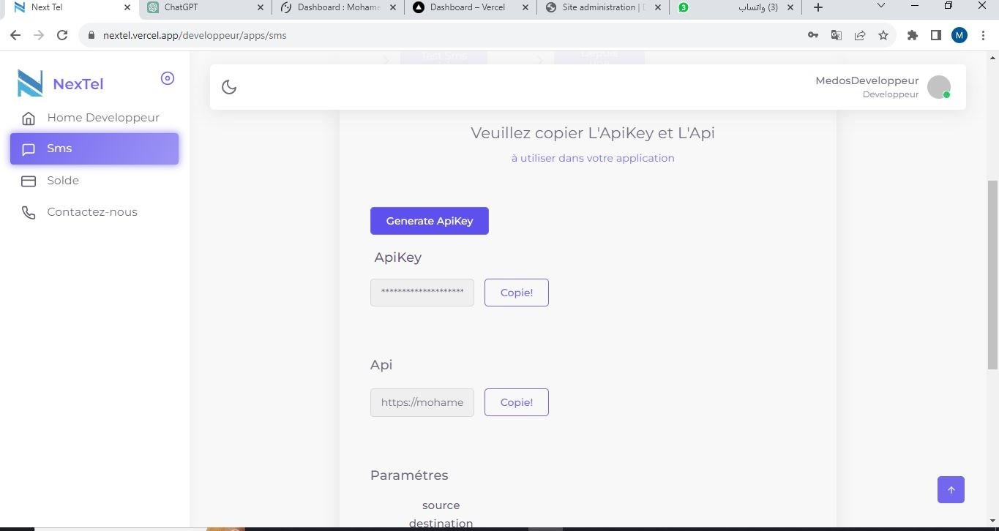 Next Tel
ChatGPT
Dashboard : Mohame
Dashboard – Vercel
Site administration |
(3) واتساب
3
nextel.vercel.app/developpeur/apps/sms
M
NexTel
Home Developpeur
Sms
Solde
Contactez-nous
Test Sms
Depuis
MedosDeveloppeur
Developpeur
Veuillez copier L'ApiKey et L'Api
à utiliser dans votre application
Generate ApiKey
ApiKey
********************
Copie!
Api
https://mohame
Copie!
Paramétres
source
destination